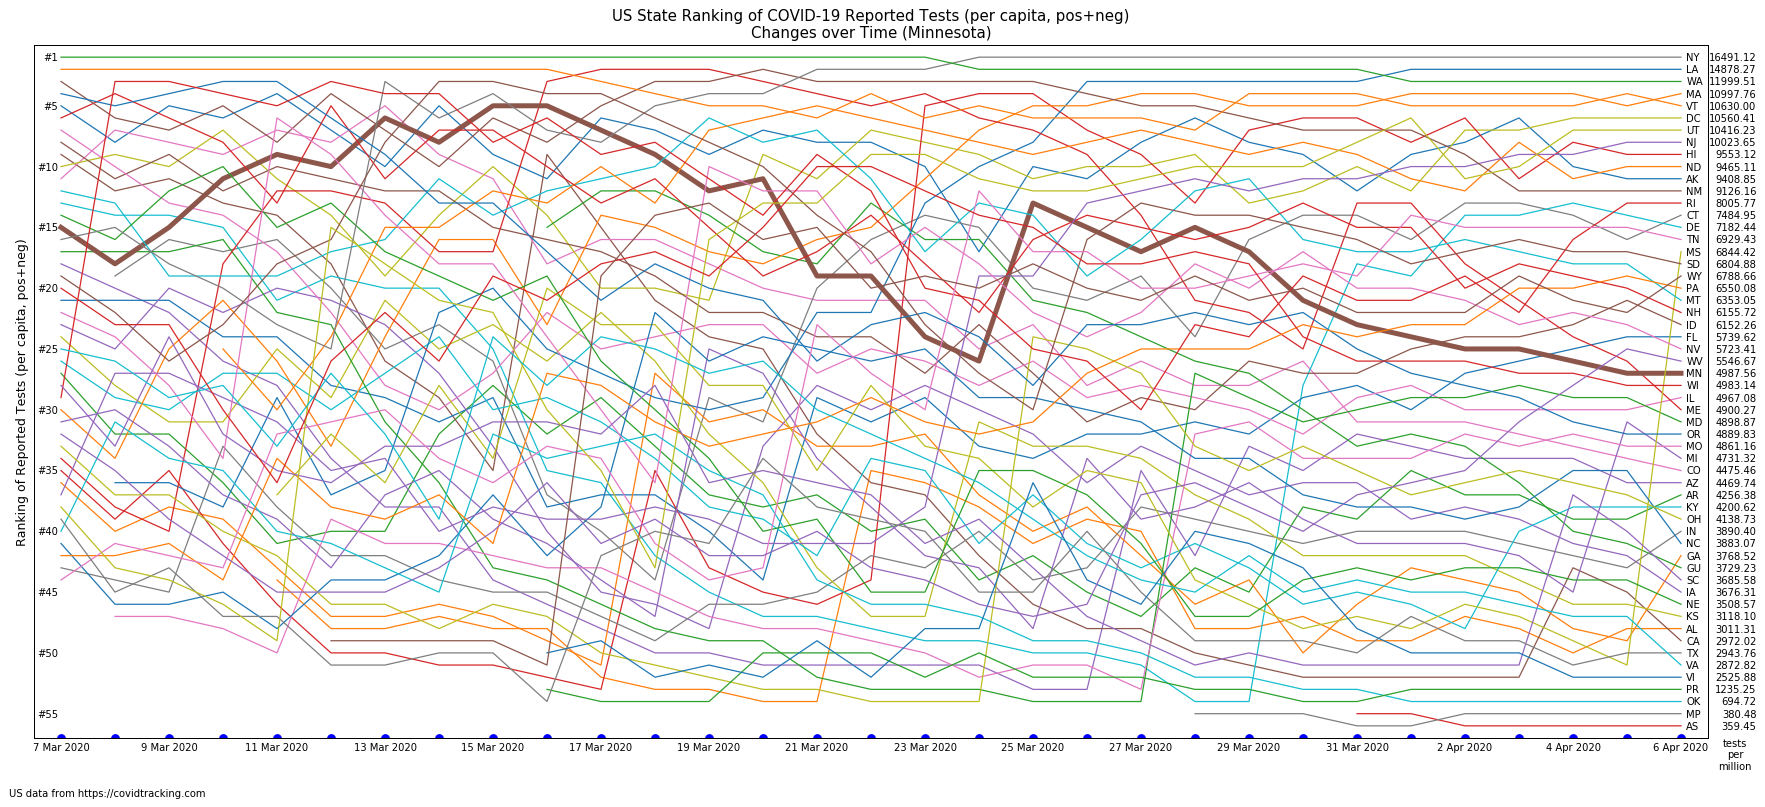 US State Ranking of COVID-19 Reported Tests (per capita, pos+neg)
Changes over Time (Minnesota)
Ranking of Reported Tests (per capita, pos+neg)
#1
#5
#10
#15
#20
#25
#30
#35
#40
#45
#50
#55
NY 16491.12
LA 14878.27
WA 11999.51
MA 10997.76
VT 10630.00
DC 10560.41
UT 10416.23
NJ 10023.65
HI 9553.12
ND 9465.11
AK 9408.85
NM 9126.16
RI 8005.77
CT 7484.95
DE 7182.44
TN 6929.43
MS 6844.42
SD 6804.88
WY 6788.66
PA 6550.08
MT 6353.05
NH 6155.72
ID 6152.26
FL 5739.62
NV 5723.41
WV 5546.67
MN 4987.56
WI 4983.14
IL 4967.08
ME 4900.27
MD 4898.87
OR 4889.83
MO 4861.16
MI 4731.32
CO 4475.46
AZ 4469.74
AR 4256.38
KY 4200.62
OH 4138.73
IN 3890.40
NC 3883.07
GA 3768.52
GU 3729.23
SC 3685.58
IA 3676.31
NE 3508.57
KS 3118.10
AL 3011.31
CA 2972.02
TX 2943.76
VA 2872.82
VI 2525.88
PR 1235.25
OK 694.72
MP 380.48
AS 359.45
7 Mar 2020 9 Mar 2020 11 Mar 2020 13 Mar 2020 15 Mar 2020 17 Mar 2020 19 Mar 2020 21 Mar 2020 23 Mar 2020 25 Mar 2020 27 Mar 2020 29 Mar 2020 31 Mar 2020 2 Apr 2020 4 Apr 2020 6 Apr 2020
tests
per
million
US data from https://covidtracking.com